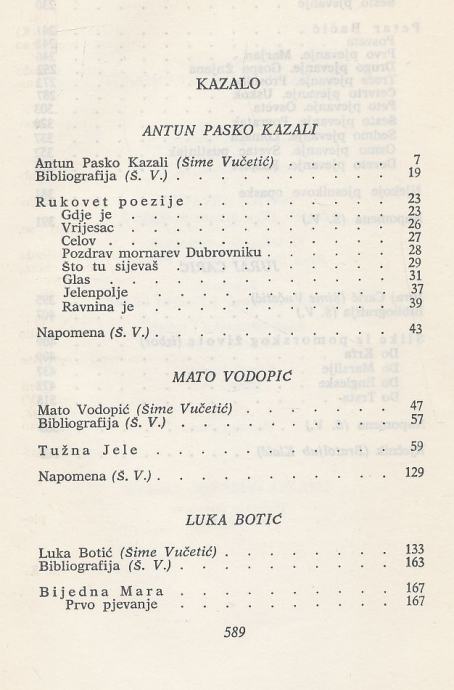 KAZALO
ANTUN PASKO KAZALI
Antun Pasko Kazali (Šime Vučetić) . . . . . . 7
Bibliografija (Š. V.) . . . . . . . . . . 19
Rukovet poezije . . . . . . . . . 23
Gdje je . . . . . . . . . . . . 23
Vrijesac . . . . . . . . . . . . 26
Celov . . . . . . . . . . . . 27
Pozdrav mornarev Dubrovniku . . . . . . 28
Što tu sijevaš . . . . . . . . . . 29
Glas . . . . . . . . . . . . 31
Jelenpolje . . . . . . . . . . . 37
Ravnina je . . . . . . . . . . . 39
Napomena (Š. V.) . . . . . . . . . . 43
MATO VODOPIĆ
Mato Vodopić (Šime Vučetić) . . . . . . . 47
Bibliografija (Š. V.) . . . . . . . . . . 57
Tužna Jele . . . . . . . . . . 59
Napomena (Š. V.) . . . . . . . . . . 129
LUKA BOTIĆ
Luka Botić (Šime Vučetić) . . . . . . . . 133
Bibliografija (Š. V.) . . . . . . . . . . 163
Bijedna Mara . . . . . . . . . 167
Prvo pjevanje . . . . . . . . . 167
589